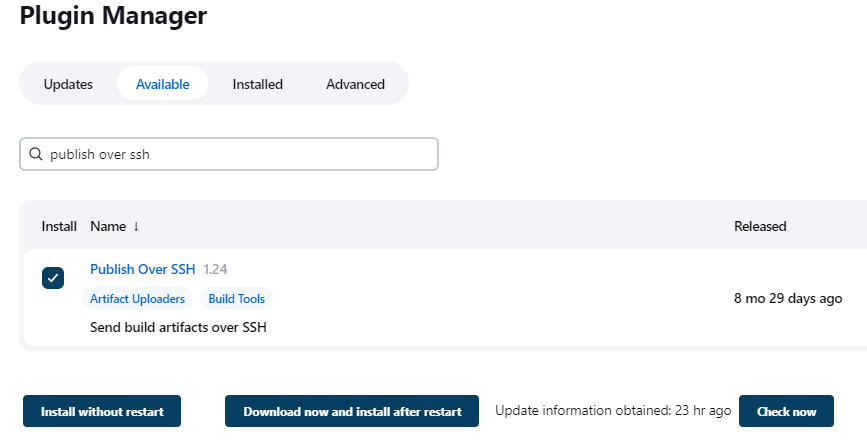 Plugin Manager
Updates Available Installed Advanced
publish over ssh
Install Name ↓ Released
Publish Over SSH 1.24
Artifact Uploaders Build Tools
8 mo 29 days ago
Send build artifacts over SSH
Install without restart Download now and install after restart Update information obtained: 23 hr ago Check now